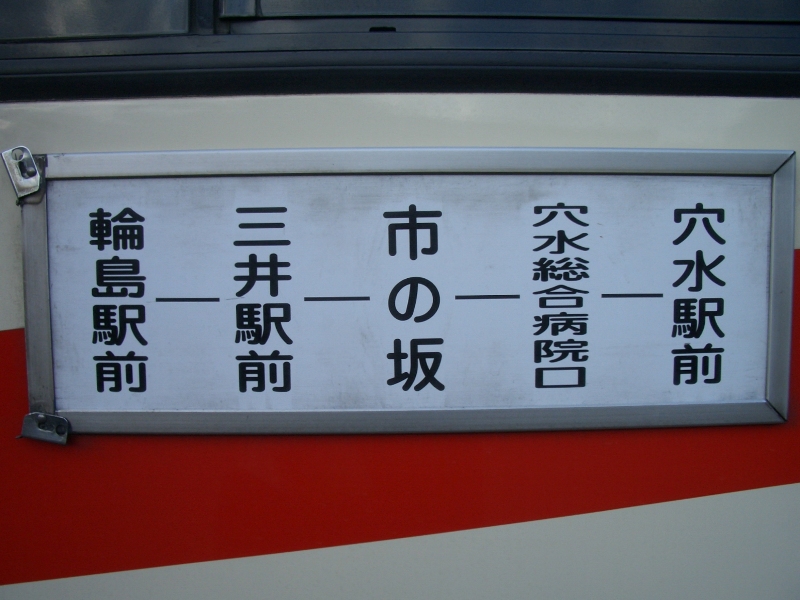 輪島駅前
三井駅前
市の坂
穴水総合病院口
穴水駅前